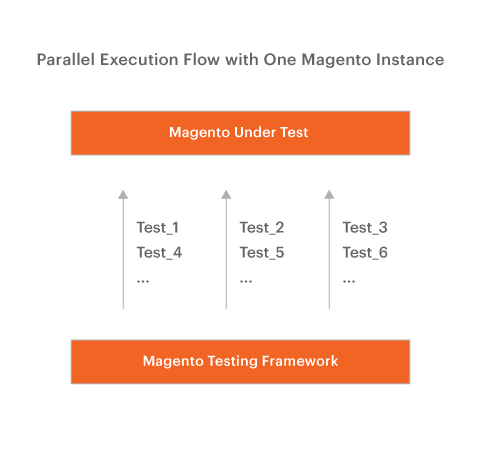 Parallel Execution Flow with One Magento Instance
Magento Under Test
Test_1 Test_2 Test_3
Test_4 Test_5 Test_6
... ... ...
Magento Testing Framework